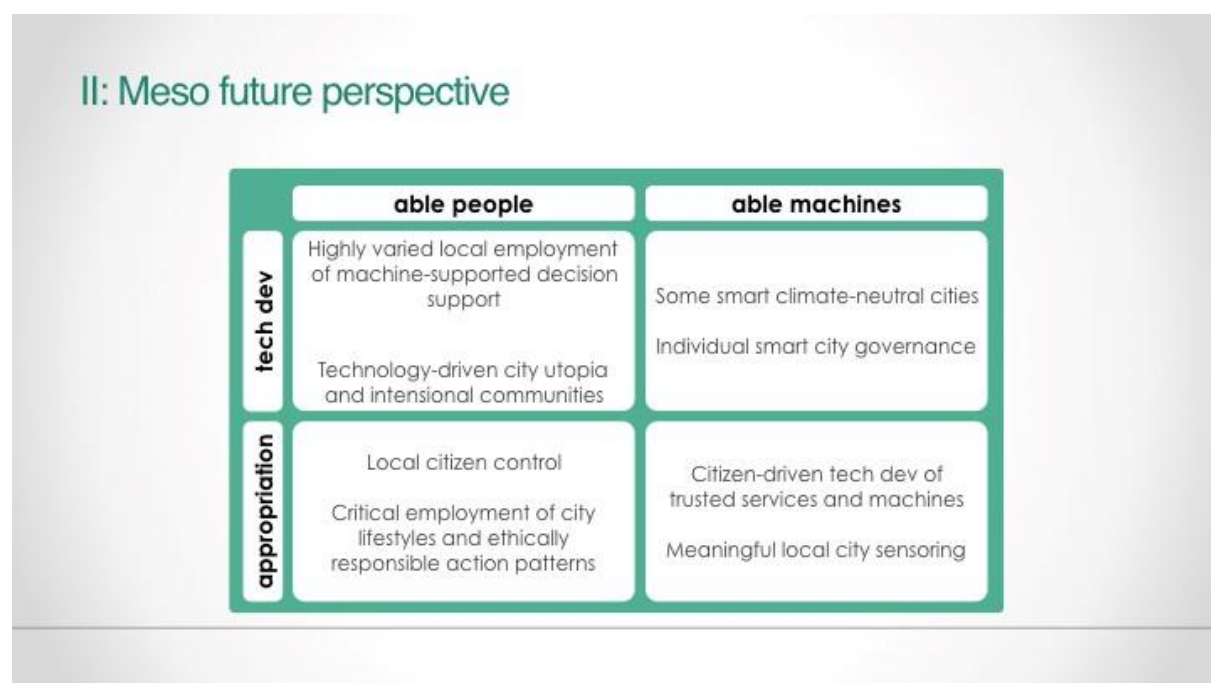 II: Meso future perspective
able people
able machines
tech dev
Highly varied local employment
of machine-supported decision
support
Technology-driven city utopia
and intensional communities
Some smart climate-neutral cities
Individual smart city governance
appropriation
Local citizen control
Critical employment of city
lifestyles and ethically
responsible action patterns
Citizen-driven tech dev of
trusted services and machines
Meaningful local city sensoring